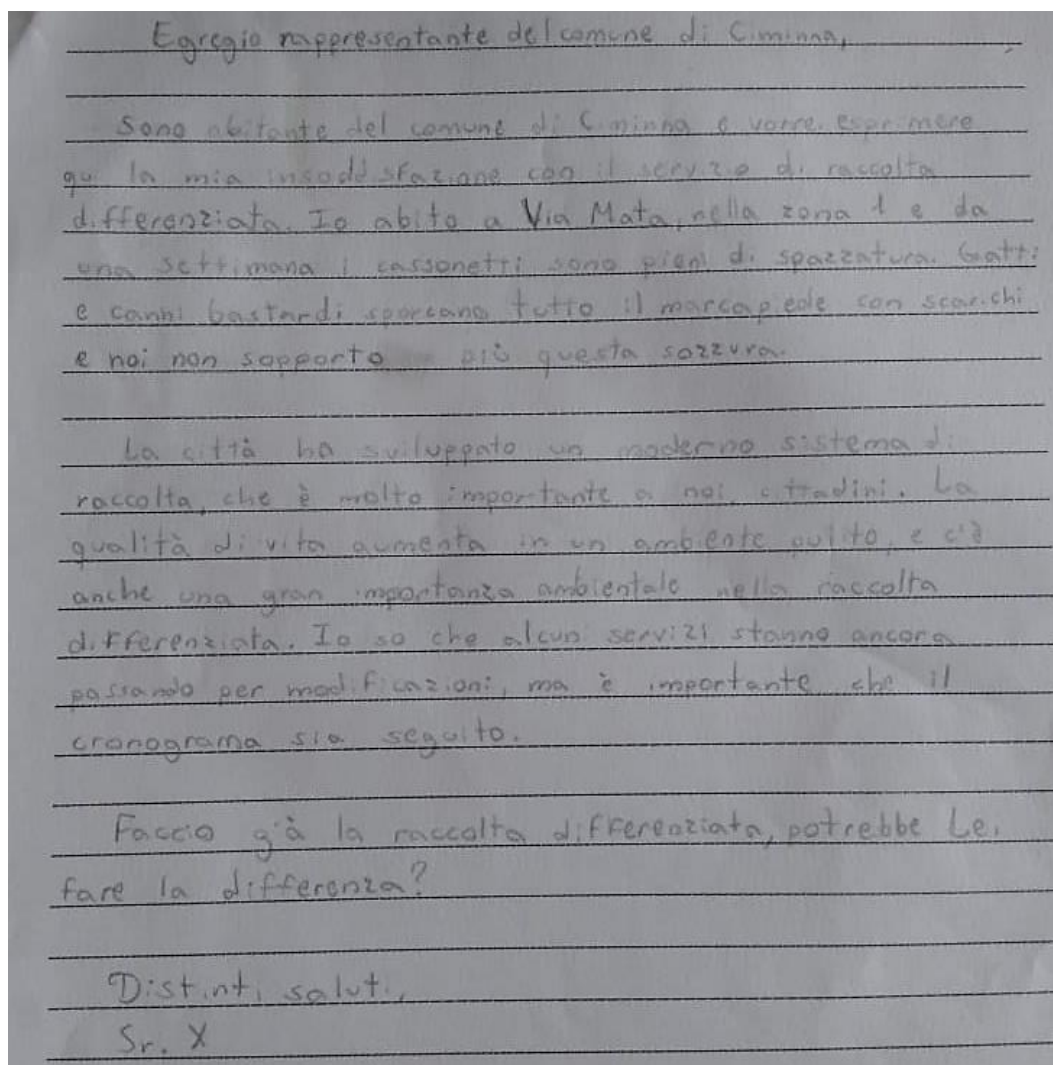 Egregio rappresentante del comune di Ciminna,
Sono abitante del comune di Ciminna e vorrei esprimere
qui la mia insoddisfazione con il servizio di raccolta
differenziata. Io abito a Via Mata, nella zona 1 e da
una settimana i cassonetti sono pieni di spazzatura. Gatti
e canni bastardi sporcano tutto il marcapiede con scarichi
e noi non sopporto più questa sozzura.
La città ha sviluppato un moderno sistema di
raccolta, che è molto importante a noi, cittadini. La
qualità di vita aumenta in un ambiente pulito, e c'è
anche una gran importanza ambientale nella raccolta
differenziata. Io so che alcuni servizi stanno ancora
passando per modificazioni, ma è importante che il
cronograma sia seguito.
Faccio già la raccolta differenziata, potrebbe Lei
fare la differenza?
Distinti saluti,
Sr. X